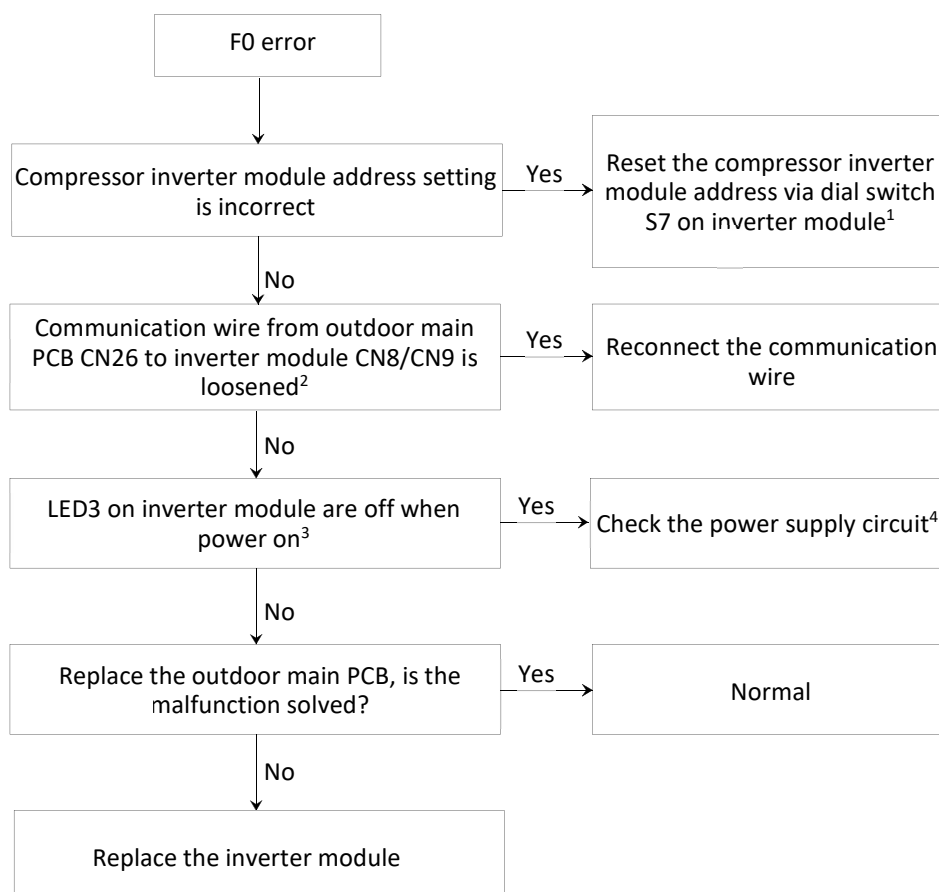 F0 error
Compressor inverter module address setting
is incorrect
Yes
Reset the compressor inverter
module address via dial switch
S7 on inverter module¹
No
Communication wire from outdoor main
PCB CN26 to inverter module CN8/CN9 is
loosened²
Yes
Reconnect the communication
wire
No
LED3 on inverter module are off when
power on³
Yes
Check the power supply circuit⁴
No
Replace the outdoor main PCB, is the
malfunction solved?
Yes
Normal
No
Replace the inverter module